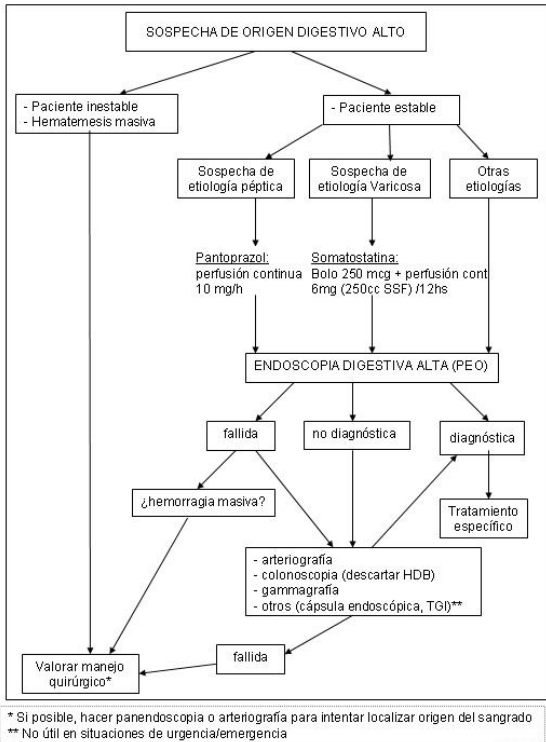 SOSPECHA DE ORIGEN DIGESTIVO ALTO
- Paciente inestable
- Hematemesis masiva
- Paciente estable
Sospecha de
etiología péptica
Sospecha de
etiología Varicosa
Otras
etiologías
Pantoprazol:
perfusión continua
10 mg/h
Somatostatina:
Bolo 250 mcg + perfusión cont
6mg (250cc SSF) /12hs
ENDOSCOPIA DIGESTIVA ALTA (PEO)
fallida
no diagnóstica
diagnóstica
¿hemorragia masiva?
Tratamiento
específico
- arteriografía
- colonoscopia (descartar HDB)
- gammagrafía
- otros (cápsula endoscópica, TGI)**
fallida
Valorar manejo
quirúrgico*
* Si posible, hacer panendoscopia o arteriografía para intentar localizar origen del sangrado
** No útil en situaciones de urgencia/emergencia